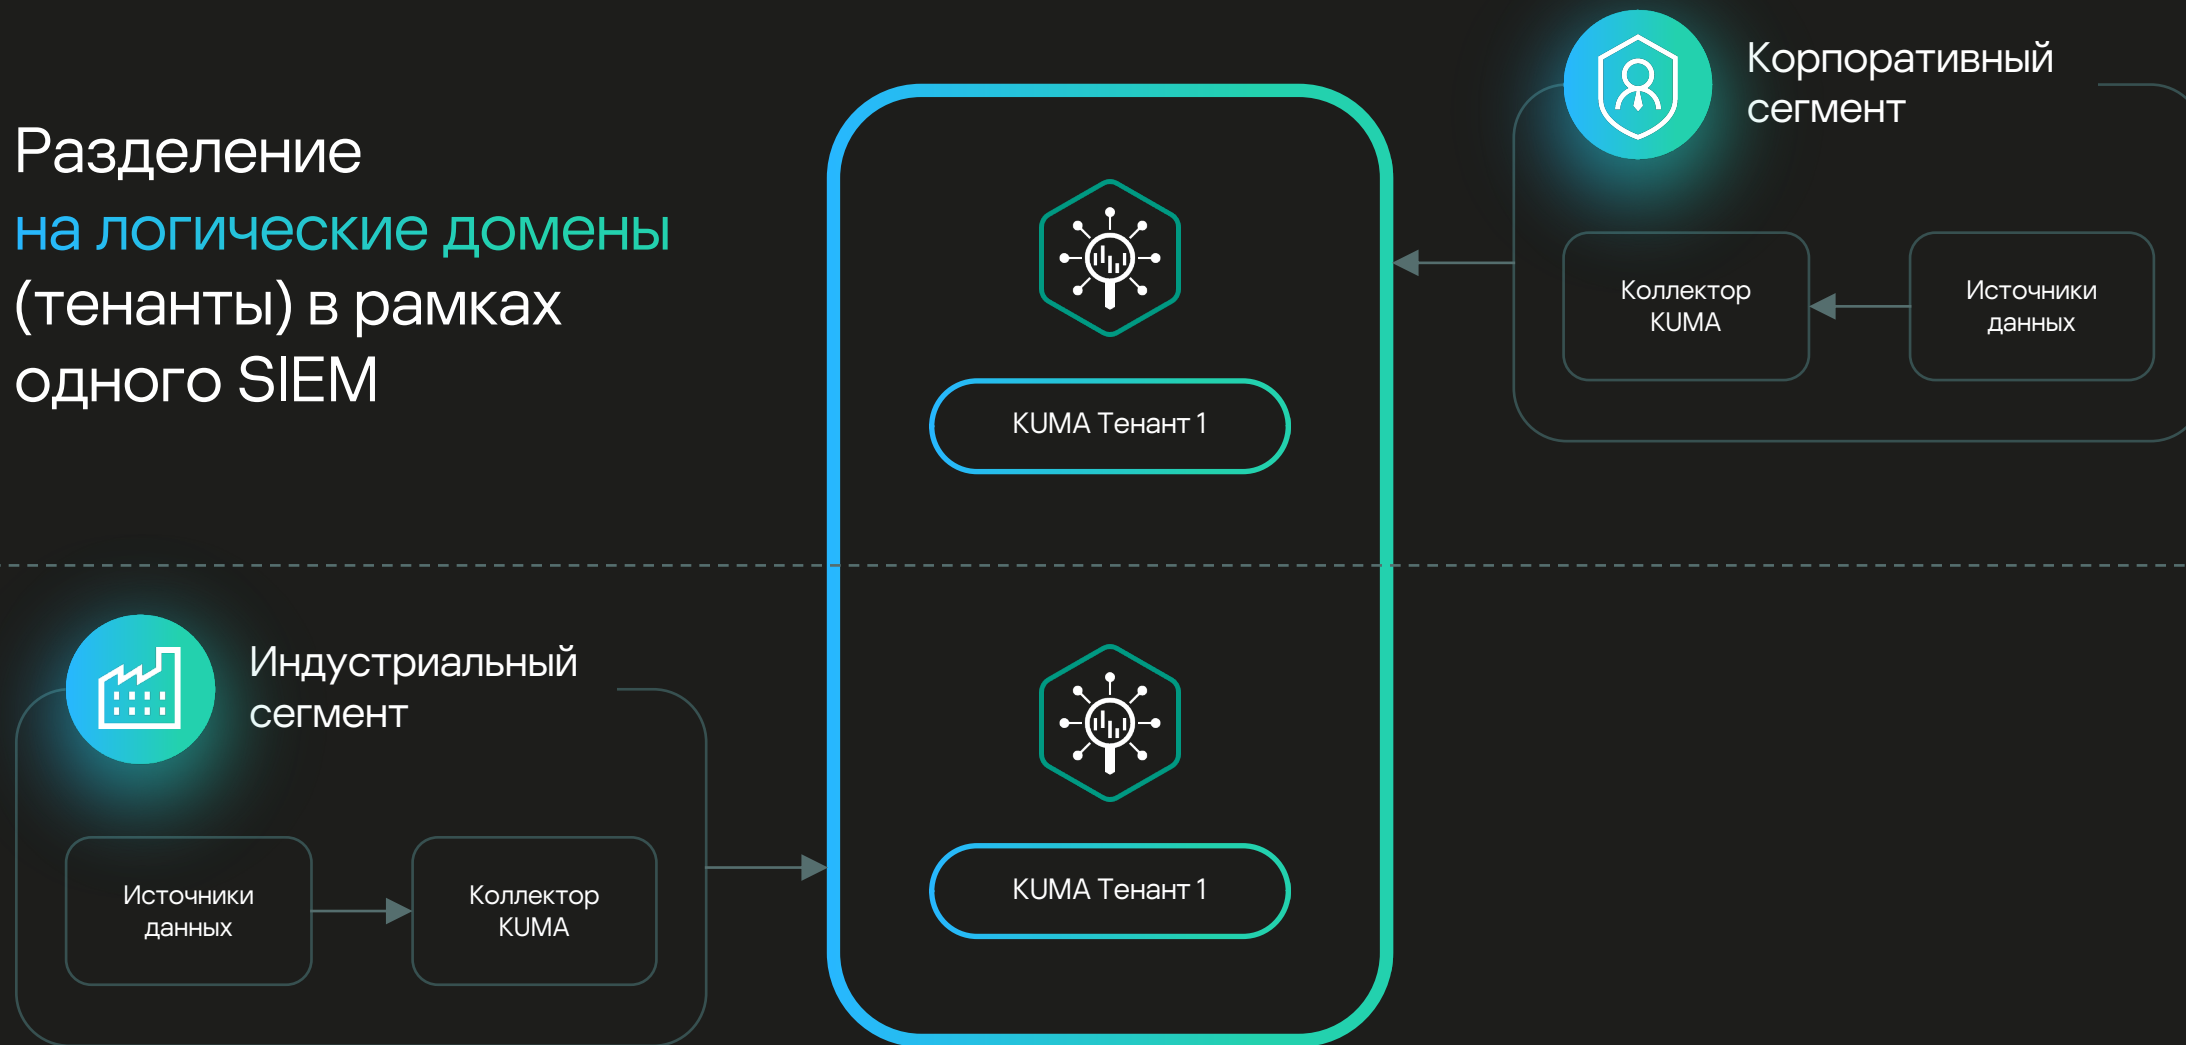 Разделение
на логические домены
(тенанты) в рамках
одного SIEM
Корпоративный
сегмент
Коллектор
KUMA
Источники
данных
KUMA Тенант 1
Индустриальный
сегмент
Источники
данных
Коллектор
KUMA
KUMA Тенант 1